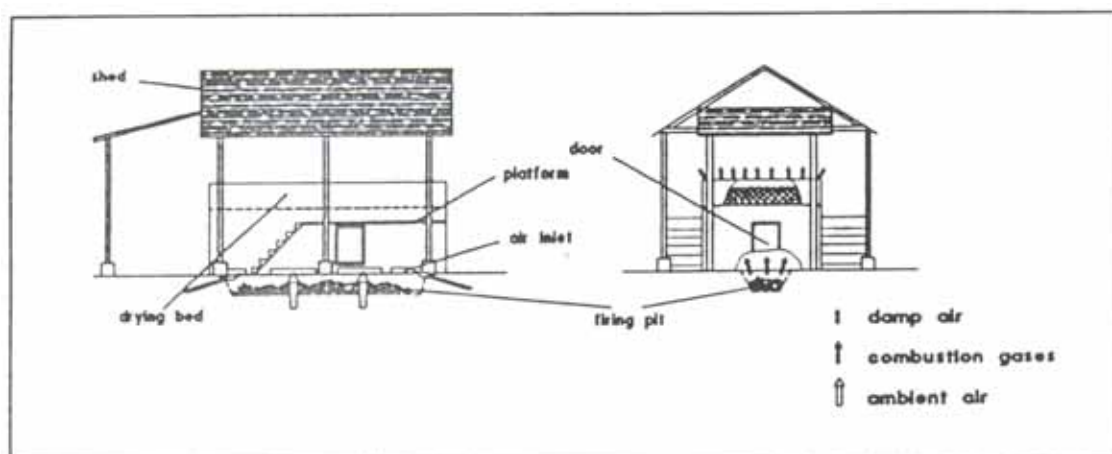 shed
door
platform
air inlet
drying bed
firing pit
damp air
combustion gases
ambient air